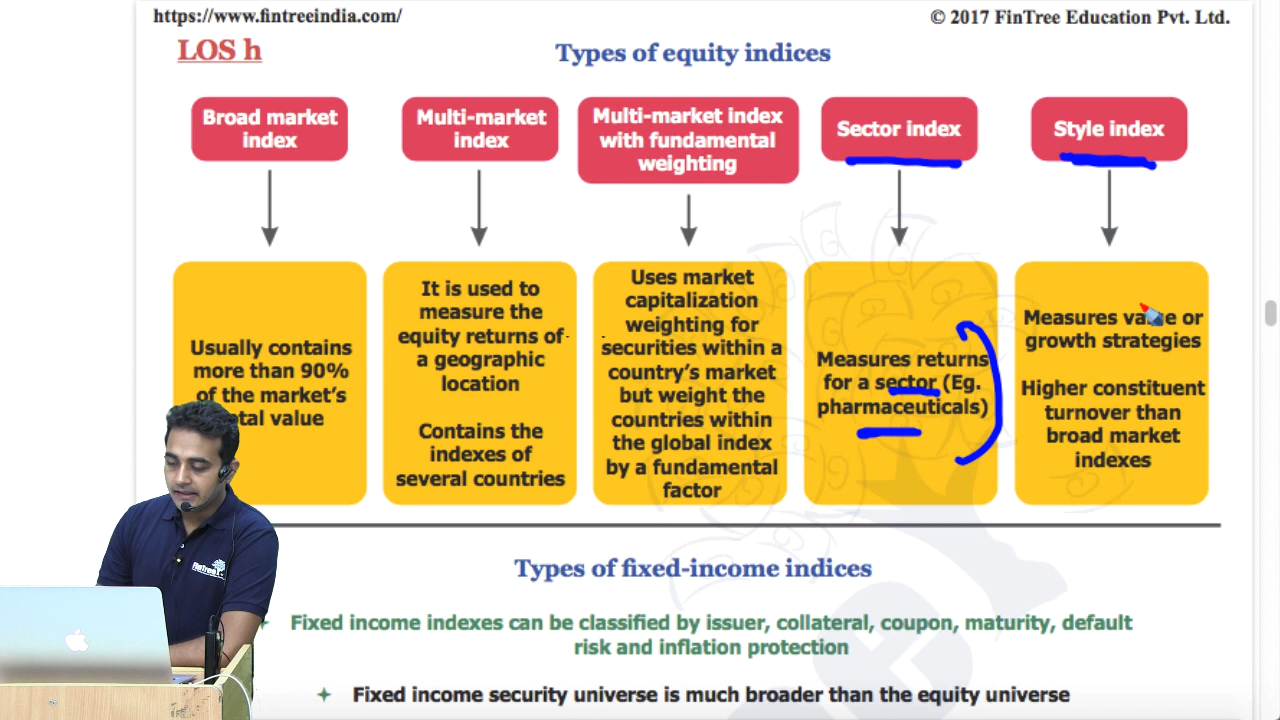 https://www.fintreeindia.com/
© 2017 FinTree Education Pvt. Ltd.
LOS h
Types of equity indices
Broad market
index
Usually contains
more than 90%
of the market's
total value
Multi-market
index
It is used to
measure the
equity returns of
a geographic
location
Contains the
indexes of
several countries
Multi-market index
with fundamental
weighting
Uses market
capitalization
weighting for
securities within a
country's market
but weight the
countries within
the global index
by a fundamental
factor
Sector index
Measures returns
for a sector (Eg.
pharmaceuticals)
Style index
Measures value or
growth strategies
Higher constituent
turnover than
broad market
indexes
Types of fixed-income indices
Fixed income indexes can be classified by issuer, collateral, coupon, maturity, default
risk and inflation protection
Fixed income security universe is much broader than the equity universe
FinTree